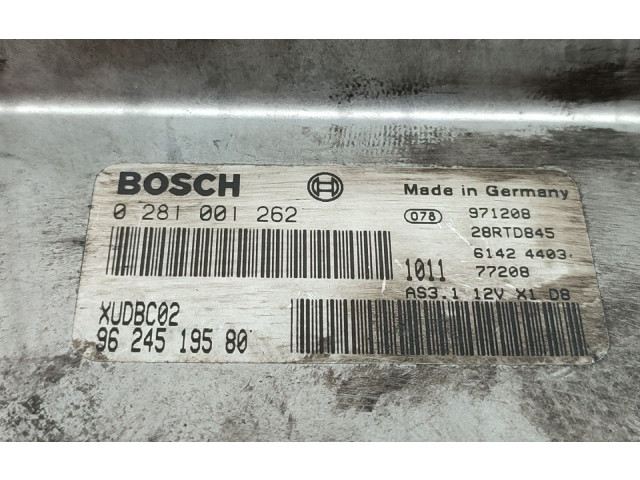 BOSCH
Made in Germany
0 281 001 262
078 971208
28RTD845
6142 4403
1011 77208
AS3.1 12V X1 D8
XUDBC02
96 245 195 80